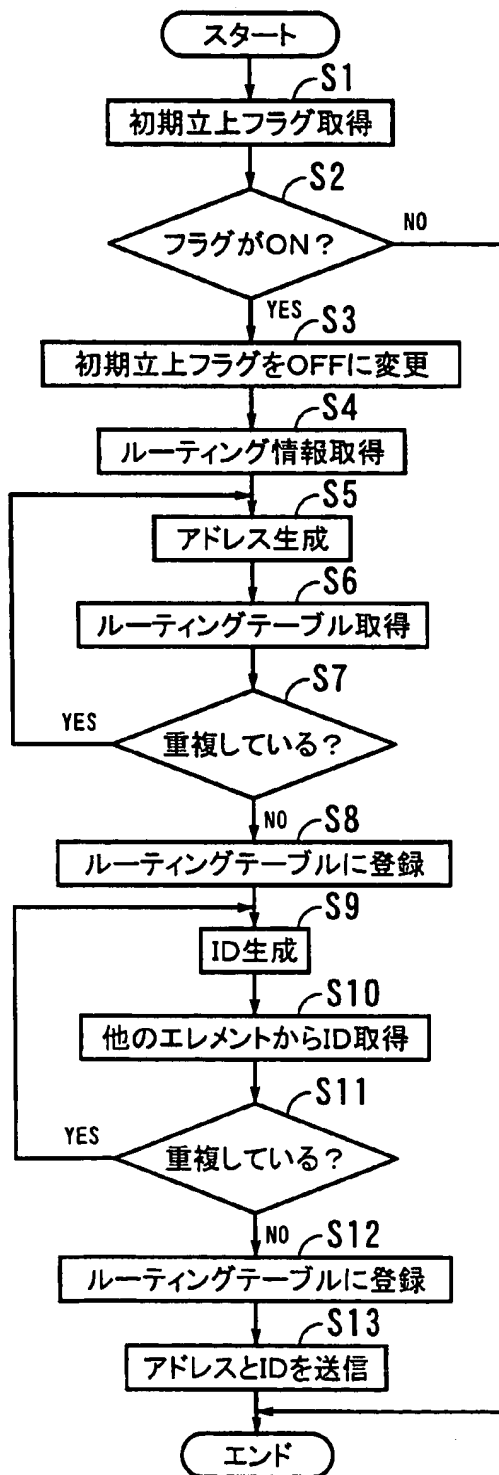 スタート
S1
初期立上フラグ取得
S2
フラグがON？
NO
YES
S3
初期立上フラグをOFFに変更
S4
ルーティング情報取得
S5
アドレス生成
S6
ルーティングテーブル取得
S7
YES
重複している？
NO
S8
ルーティングテーブルに登録
S9
ID生成
S10
他のエレメントからID取得
S11
YES
重複している？
NO
S12
ルーティングテーブルに登録
S13
アドレスとIDを送信
エンド